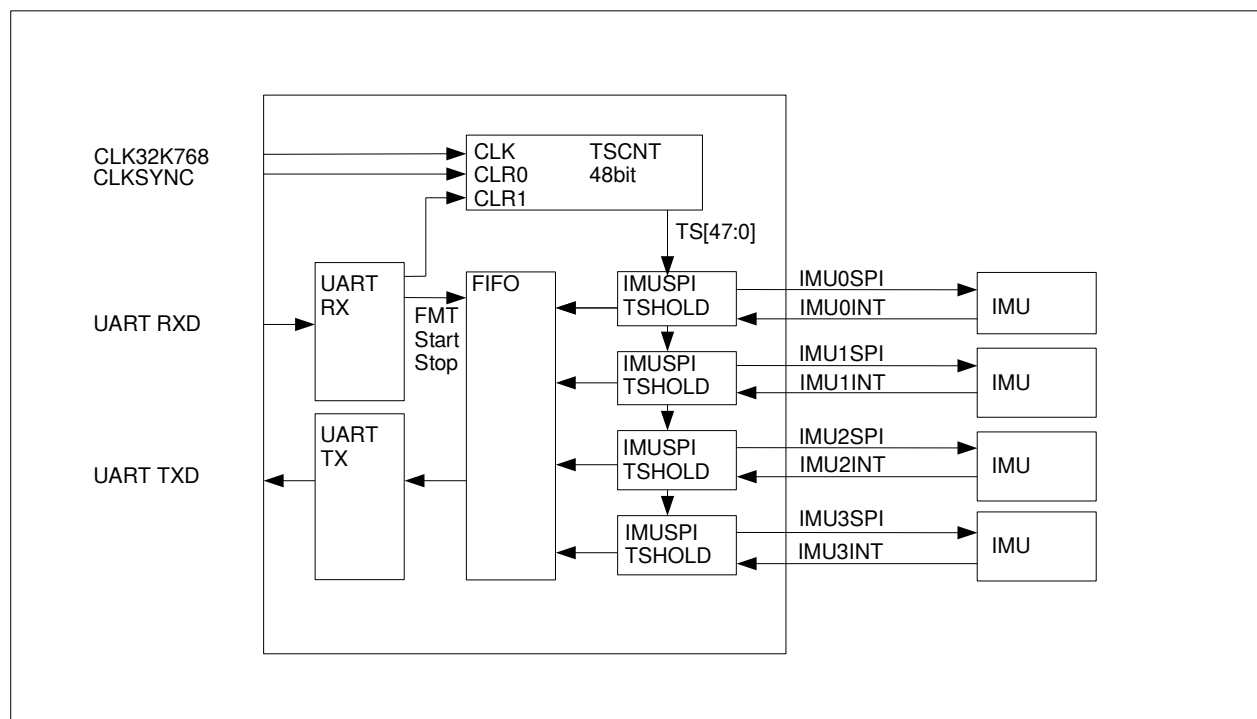 CLK32K768
CLKSYNC
CLK TSCNT
CLR0 48bit
CLR1
TS[47:0]
UART RXD
UART
RX
FMT
Start
Stop
FIFO
UART TXD
UART
TX
IMUSPI
TSHOLD
IMU0SPI
IMU0INT
IMU
IMUSPI
TSHOLD
IMU1SPI
IMU1INT
IMU
IMUSPI
TSHOLD
IMU2SPI
IMU2INT
IMU
IMUSPI
TSHOLD
IMU3SPI
IMU3INT
IMU